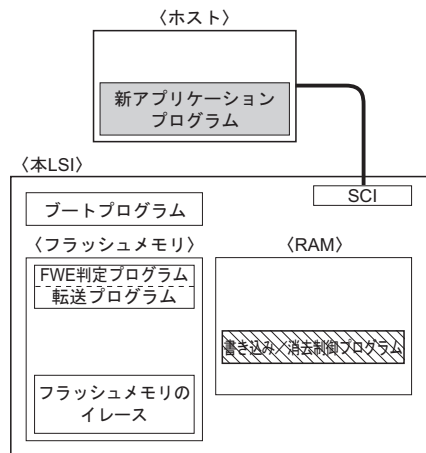 〈ホスト〉
新アプリケーション
プログラム
〈本LSI〉
SCI
ブートプログラム
〈フラッシュメモリ〉
〈RAM〉
FWE判定プログラム
転送プログラム
書き込み／消去制御プログラム
フラッシュメモリの
イレース